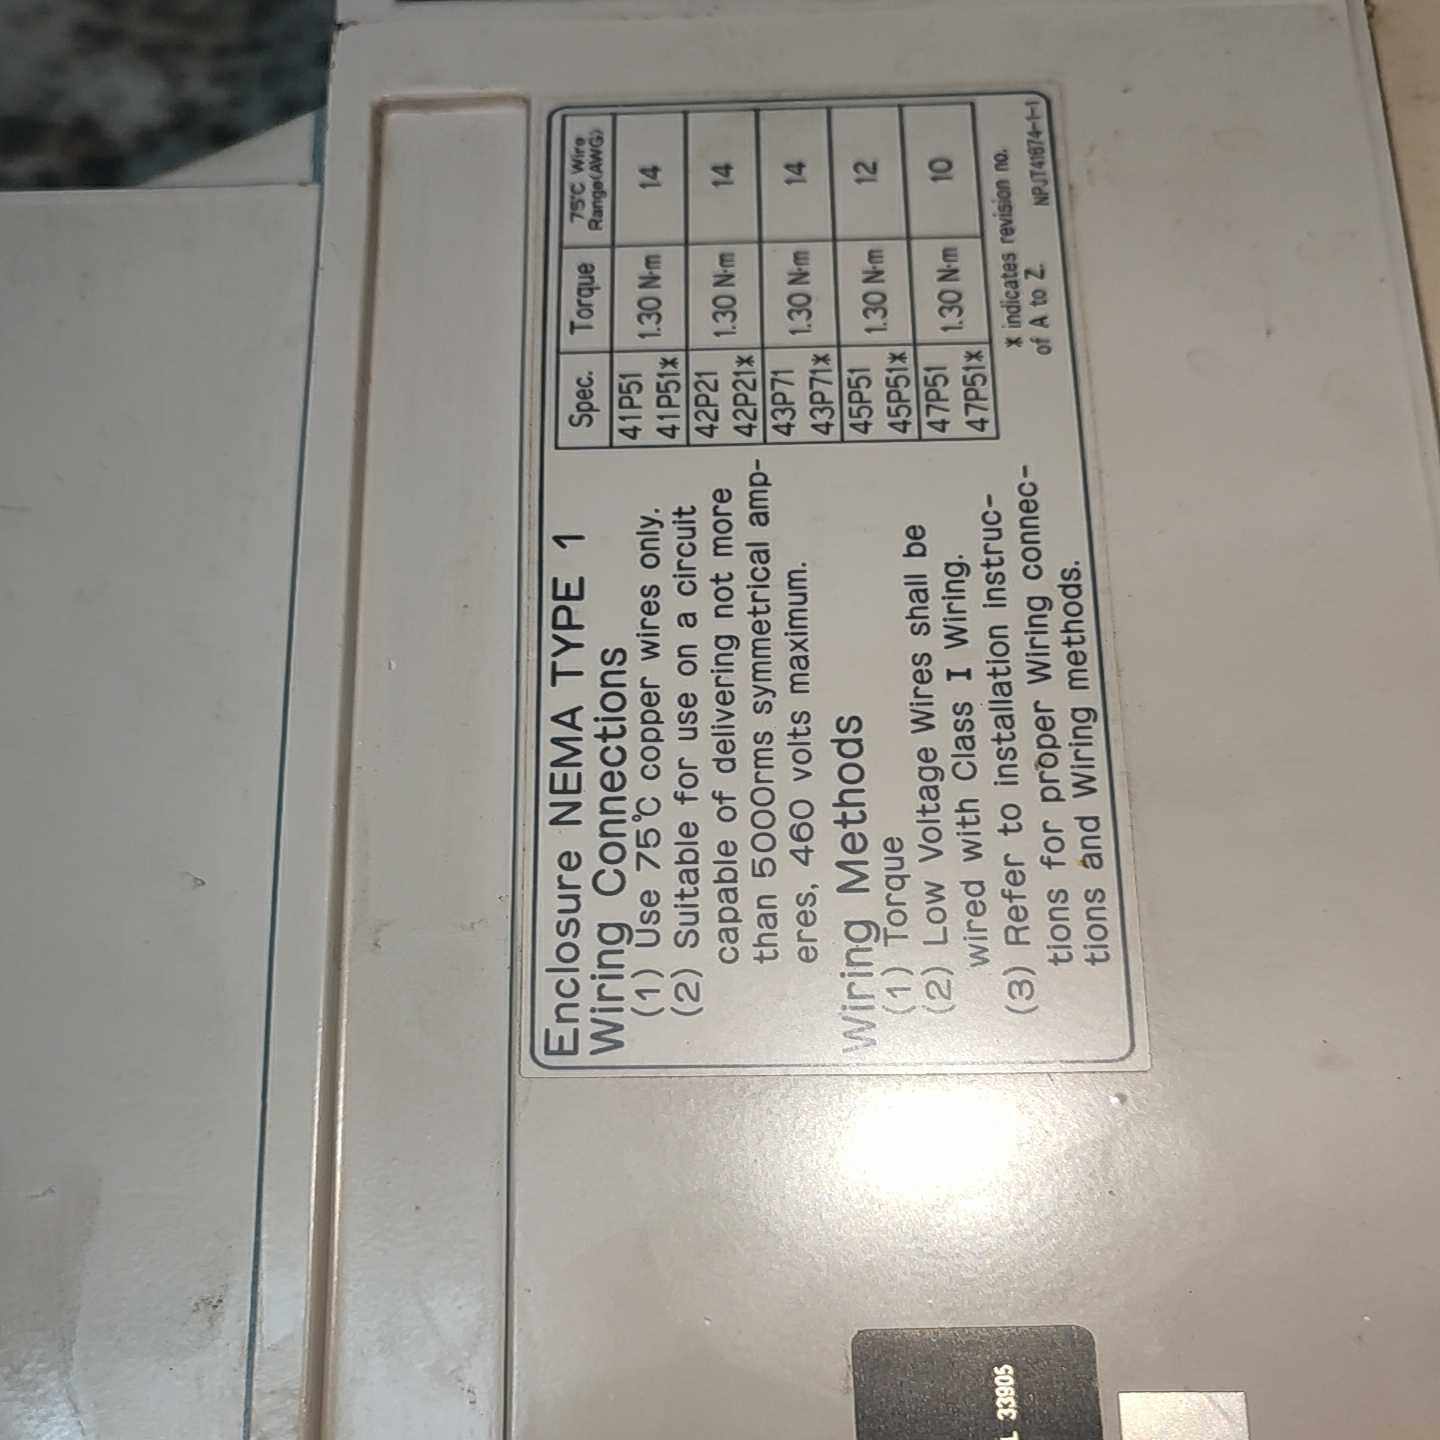 Enclosure NEMA TYPE 1
Wiring Connections
(1) Use 75℃ copper wires only.
(2) Suitable for use on a circuit
capable of delivering not more
than 5000rms symmetrical amp-
eres, 460 volts maximum.
Wiring Methods
(1) Torque
(2) Low Voltage Wires shall be
wired with Class I Wiring.
(3) Refer to installation instruc-
tions for proper Wiring connec-
tions and Wiring methods.
Spec. Torque 75℃ Wire
Range(AWG)
41P51
41P51* 1.30 N·m 14
42P21
42P21* 1.30 N·m 14
43P71
43P71* 1.30 N·m 14
45P51
45P51* 1.30 N·m 12
47P51
47P51* 1.30 N·m 10
* indicates revision no.
of A to Z. NPJT41674-1-1
L 33905